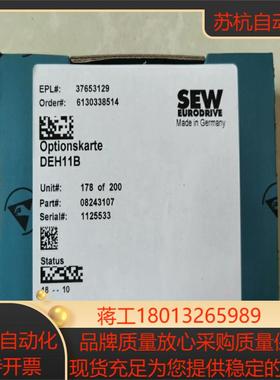 苏杭自动
EPL#: 37653129
Order#: 6130338514
SEW
EURODRIVE
Made in Germany
Optionskarte
DEH11B
Unit#: 178 of 200
Part#: 08243107
Serial#: 1125533
Status
48 -- 10
蒋工18013265989
自动化 品牌质量放心采购质量优
开票 现货充足为您提供稳定的